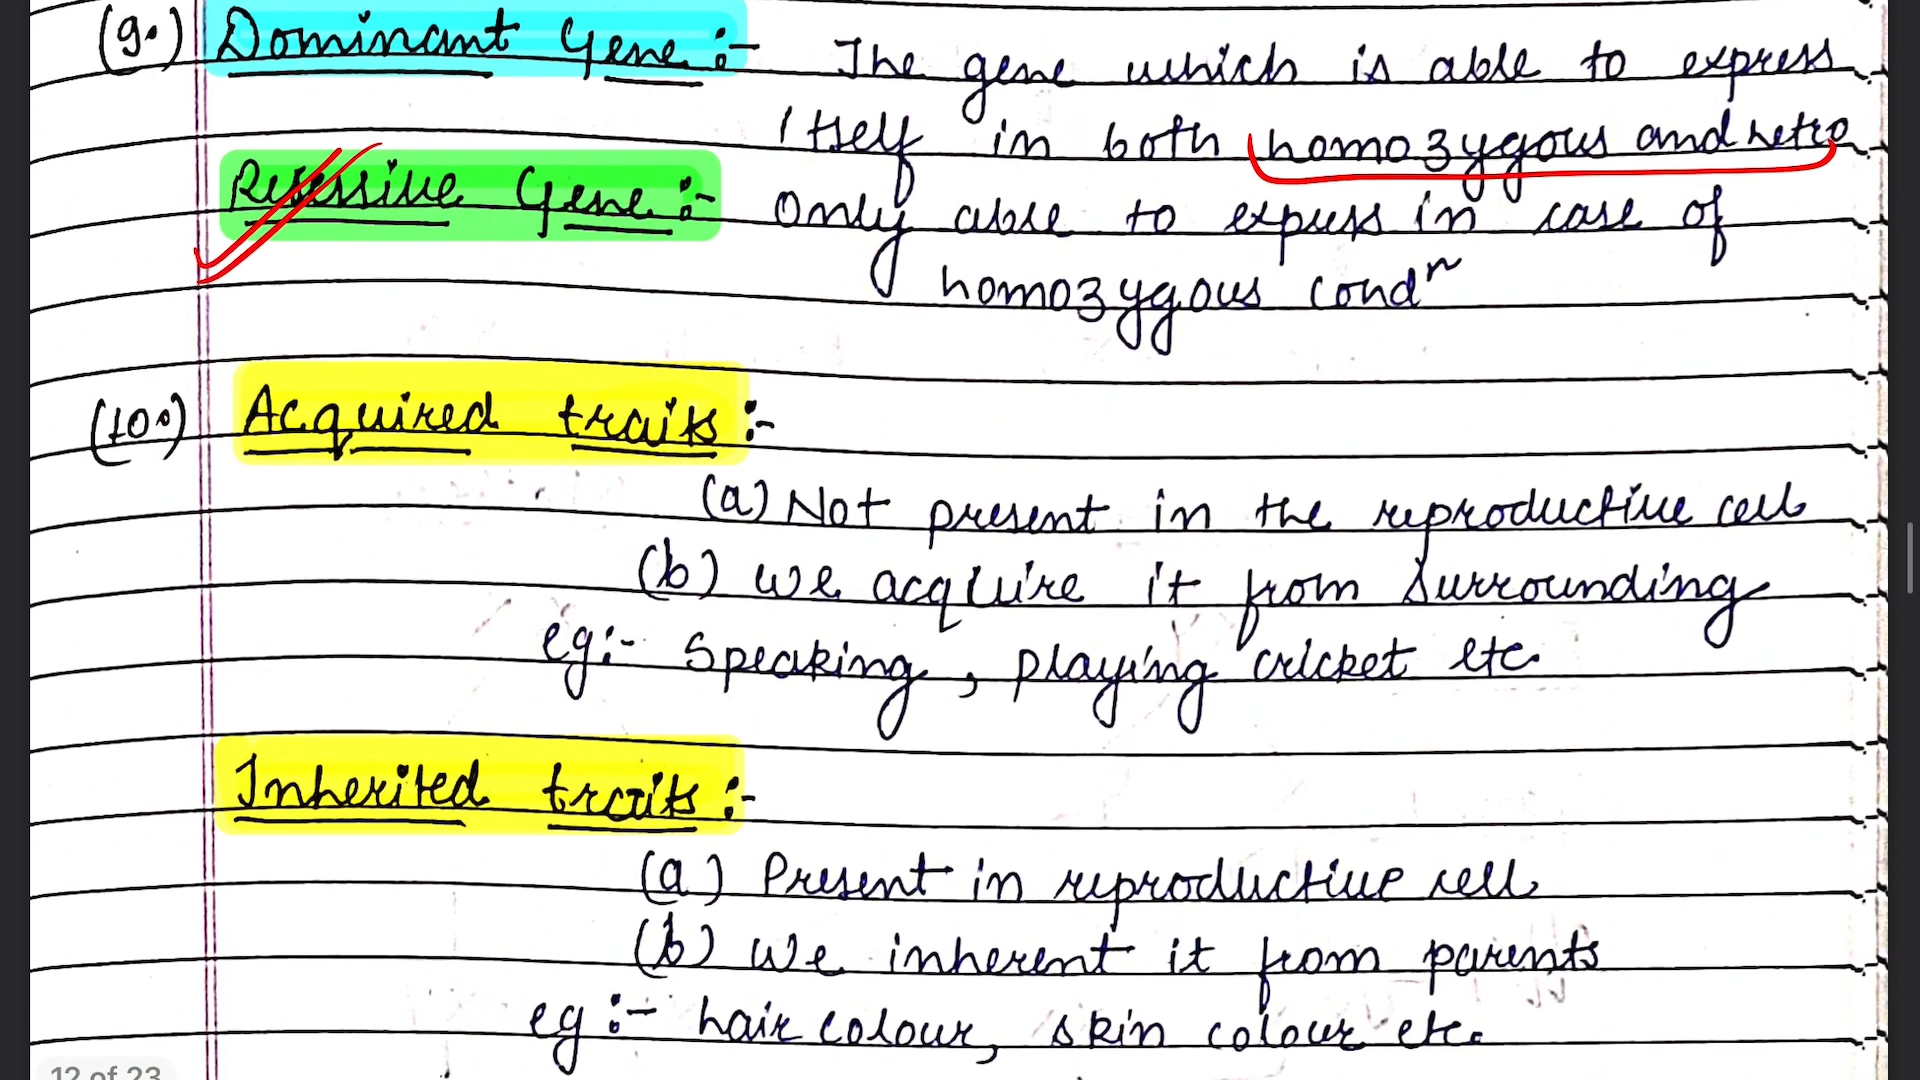 (9.) Dominant Gene :- The gene which is able to express
itself in both homozygous and hetro
Recessive Gene :- Only able to express in case of
homozygous condn
(10.) Acquired traits :-
(a) Not present in the reproductive cell
(b) we acquire it from surrounding
eg:- Speaking, playing cricket etc
Inherited traits :-
(a) Present in reproductive cell
(b) we inherent it from parents
eg :- hair colour, skin colour etc.
12 of 23